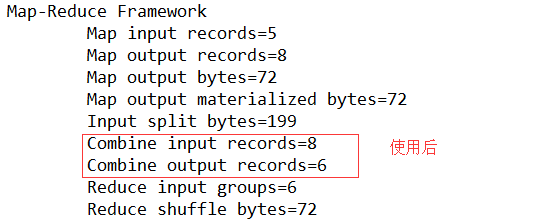 Map-Reduce Framework
Map input records=5
Map output records=8
Map output bytes=72
Map output materialized bytes=72
Input split bytes=199
Combine input records=8
使用后
Combine output records=6
Reduce input groups=6
Reduce shuffle bytes=72